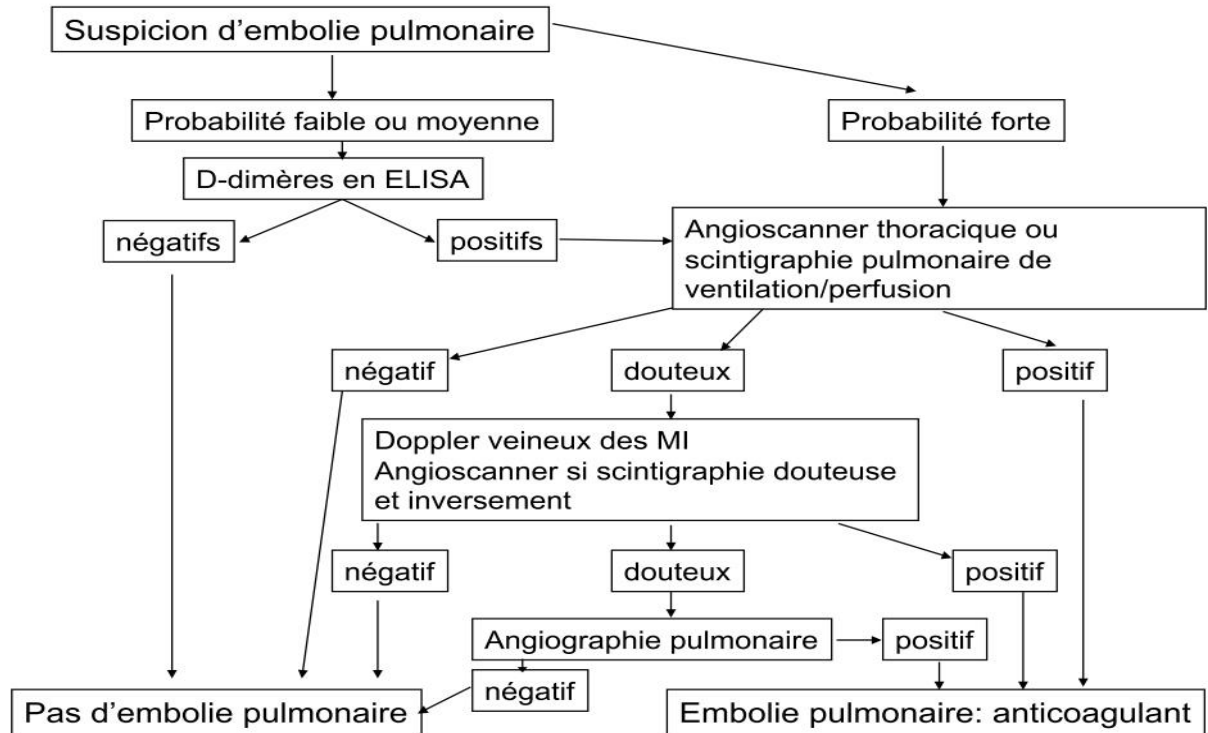 Suspicion d'embolie pulmonaire
Probabilité faible ou moyenne
Probabilité forte
D-dimères en ELISA
négatifs
positifs
Angioscanner thoracique ou
scintigraphie pulmonaire de
ventilation/perfusion
négatif
douteux
positif
Doppler veineux des MI
Angioscanner si scintigraphie douteuse
et inversement
négatif
douteux
positif
Angiographie pulmonaire
positif
négatif
Pas d'embolie pulmonaire
Embolie pulmonaire: anticoagulant